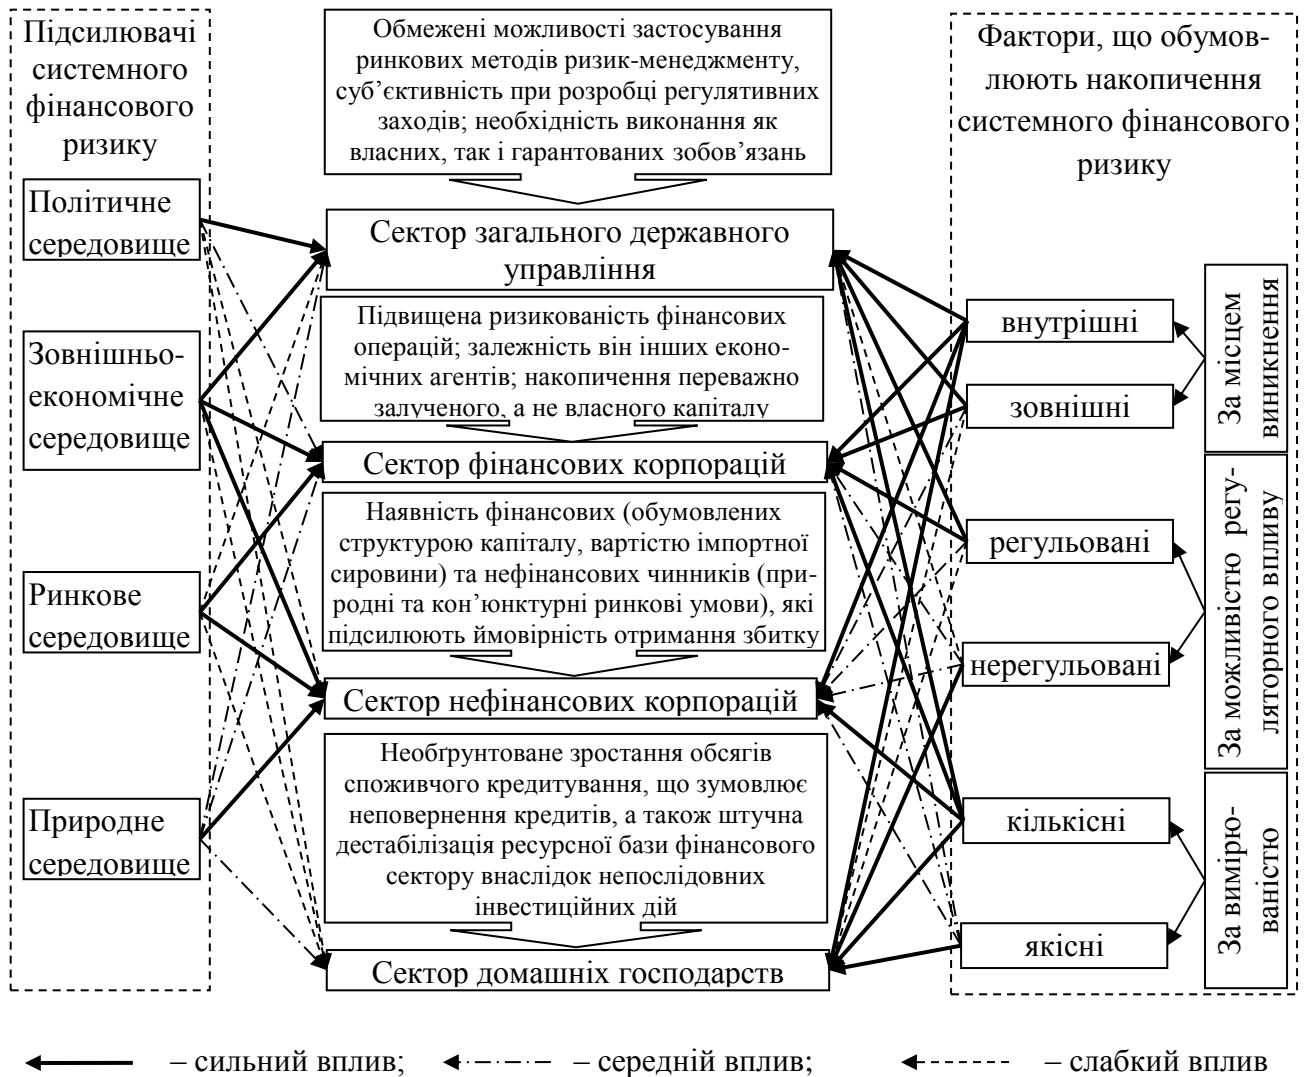 Підсилювачі
системного
фінансового
ризику
Політичне
середовище
Зовнішньо-
економічне
середовище
Ринкове
середовище
Природне
середовище
Обмежені можливості застосування
ринкових методів ризик-менеджменту,
суб’єктивність при розробці регулятивних
заходів; необхідність виконання як
власних, так і гарантованих зобов’язань
Сектор загального державного
управління
Підвищена ризикованість фінансових
операцій; залежність він інших еконо-
мічних агентів; накопичення переважно
залученого, а не власного капіталу
Сектор фінансових корпорацій
Наявність фінансових (обумовлених
структурою капіталу, вартістю імпортної
сировини) та нефінансових чинників (при-
родні та кон’юнктурні ринкові умови), які
підсилюють ймовірність отримання збитку
Сектор нефінансових корпорацій
Необґрунтоване зростання обсягів
споживчого кредитування, що зумовлює
неповернення кредитів, а також штучна
дестабілізація ресурсної бази фінансового
сектору внаслідок непослідовних
інвестиційних дій
Сектор домашніх господарств
Фактори, що обумов-
люють накопичення
системного фінансового
ризику
внутрішні
зовнішні
За місцем
виникнення
регульовані
нерегульовані
За можливістю регу-
ляторного впливу
кількісні
якісні
За вимірю-
ваністю
– сильний вплив;
– середній вплив;
– слабкий вплив